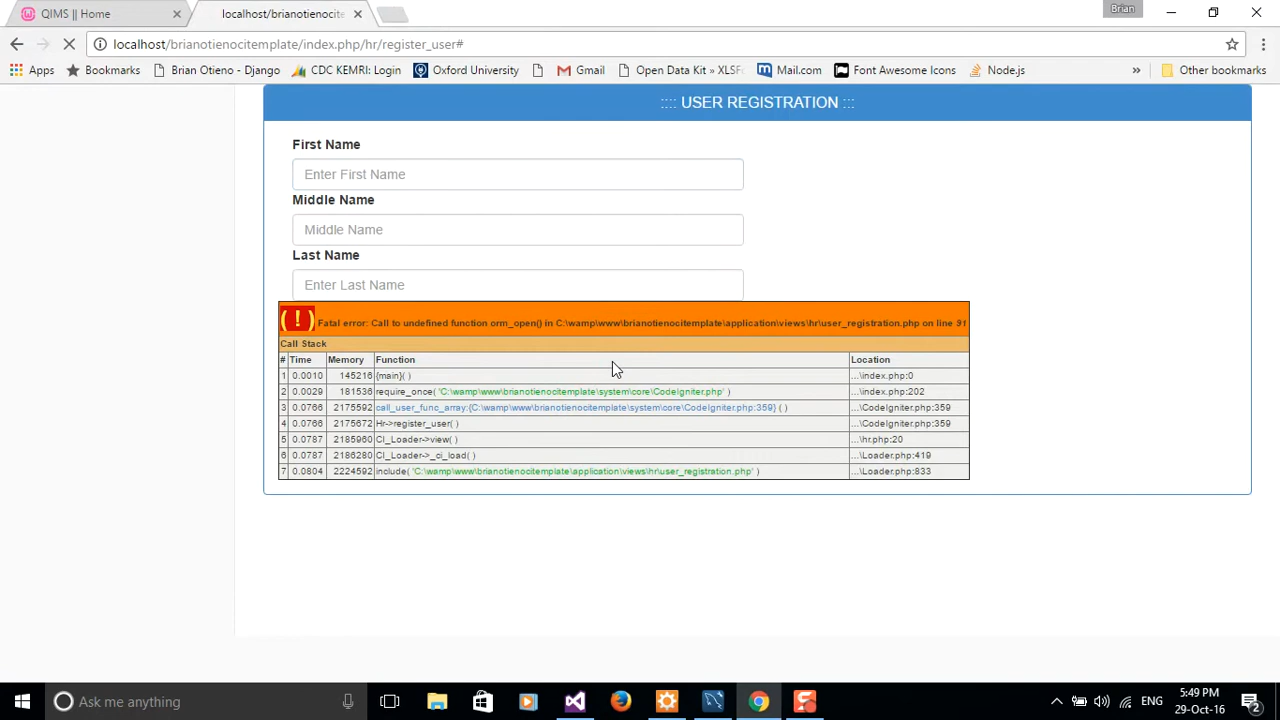 QIMS || Home
localhost/brianotienocite
Brian
localhost/brianotienocitemplate/index.php/hr/register_user#
Apps Bookmarks Brian Otieno - Django CDC KEMRI: Login Oxford University Gmail Open Data Kit » XLSF Mail.com Font Awesome Icons Node.js » Other bookmarks
:::: USER REGISTRATION :::
First Name
Enter First Name
Middle Name
Middle Name
Last Name
Enter Last Name
(!) Fatal error: Call to undefined function orm_open() in C:\wamp\www\brianotienocitemplate\application\views\hr\user_registration.php on line 91
Call Stack
# Time Memory Function Location
1 0.0010 145216 {main}( ) ...\index.php:0
2 0.0029 181536 require_once( 'C:\wamp\www\brianotienocitemplate\system\core\CodeIgniter.php' ) ...\index.php:202
3 0.0766 2175592 call_user_func_array:{C:\wamp\www\brianotienocitemplate\system\core\CodeIgniter.php:359} ( ) ...\CodeIgniter.php:359
4 0.0766 2175672 Hr->register_user( ) ...\CodeIgniter.php:359
5 0.0787 2185960 CI_Loader->view( ) ...\hr.php:20
6 0.0787 2186280 CI_Loader->_ci_load( ) ...\Loader.php:419
7 0.0804 2224592 include( 'C:\wamp\www\brianotienocitemplate\application\views\hr\user_registration.php' ) ...\Loader.php:833
Ask me anything
ENG
5:49 PM
29-Oct-16
2